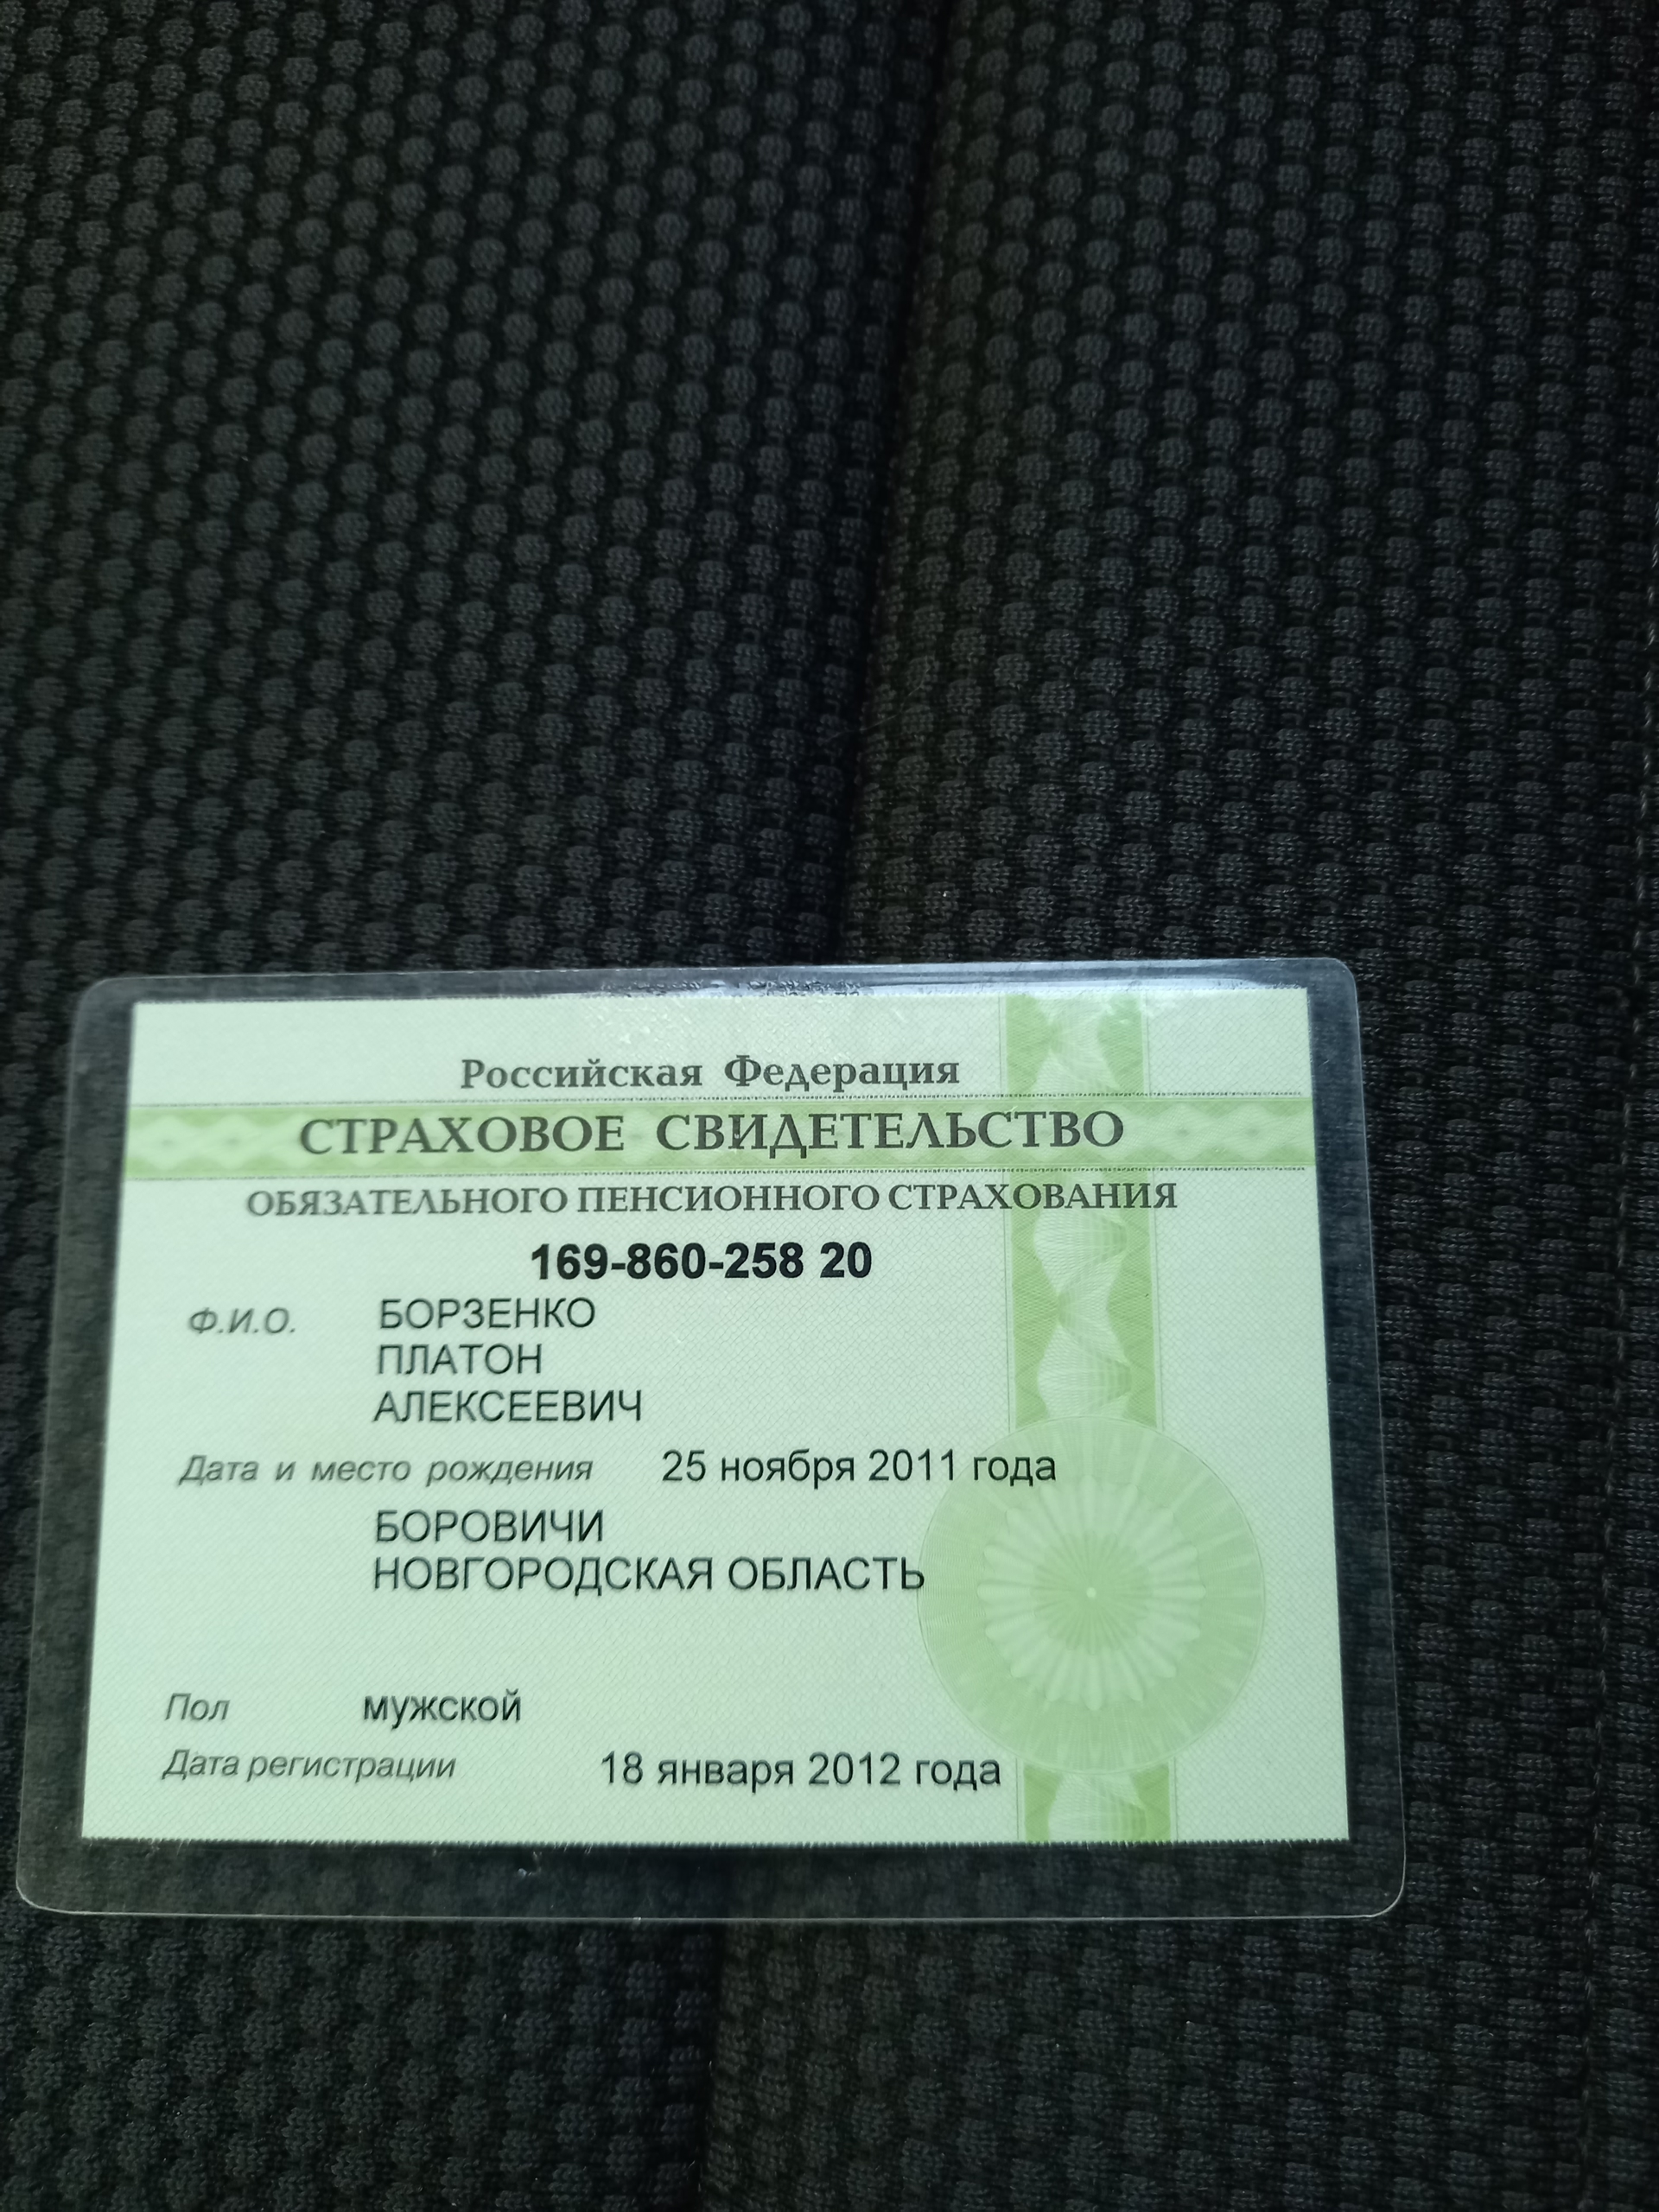 Российская Федерация
СТРАХОВОЕ СВИДЕТЕЛЬСТВО
ОБЯЗАТЕЛЬНОГО ПЕНСИОННОГО СТРАХОВАНИЯ
169-860-258 20
Ф.И.О. БОРЗЕНКО
ПЛАТОН
АЛЕКСЕЕВИЧ
Дата и место рождения 25 ноября 2011 года
БОРОВИЧИ
НОВГОРОДСКАЯ ОБЛАСТЬ
Пол мужской
Дата регистрации 18 января 2012 года